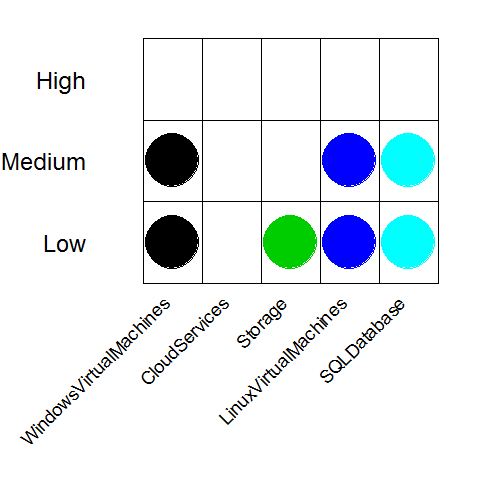 High
Medium
Low
WindowsVirtualMachines
CloudServices
Storage
LinuxVirtualMachines
SQLDatabase